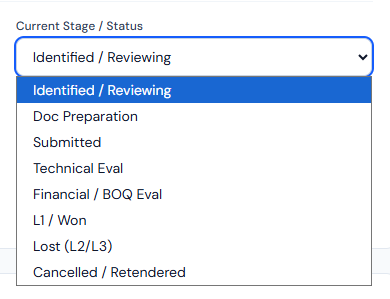 Current Stage / Status
Identified / Reviewing
Identified / Reviewing
Doc Preparation
Submitted
Technical Eval
Financial / BOQ Eval
L1 / Won
Lost (L2/L3)
Cancelled / Retendered